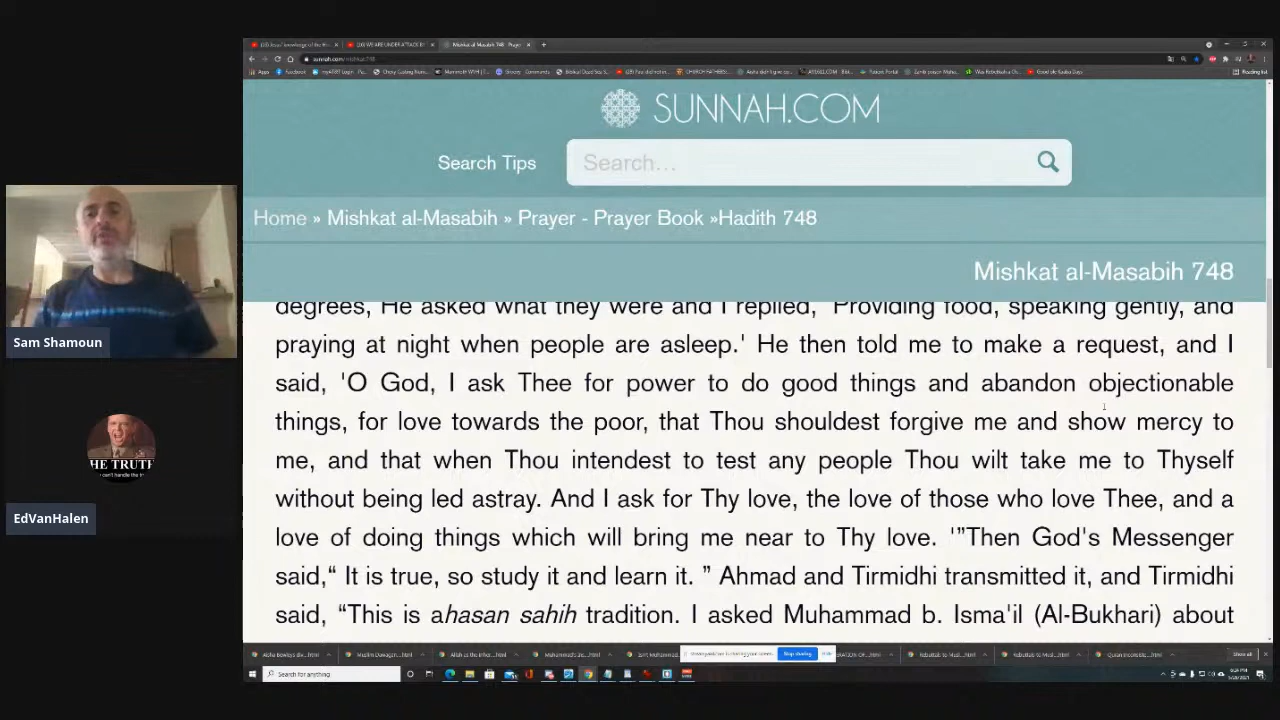 SUNNAH.COM
Search Tips
Search...
Home » Mishkat al-Masabih » Prayer - Prayer Book »Hadith 748
Mishkat al-Masabih 748
degrees, He asked what they were and I replied, 'Providing food, speaking gently, and
praying at night when people are asleep.' He then told me to make a request, and I
said, 'O God, I ask Thee for power to do good things and abandon objectionable
things, for love towards the poor, that Thou shouldest forgive me and show mercy to
me, and that when Thou intendest to test any people Thou wilt take me to Thyself
without being led astray. And I ask for Thy love, the love of those who love Thee, and a
love of doing things which will bring me near to Thy love. '”Then God's Messenger
said,“ It is true, so study it and learn it. ” Ahmad and Tirmidhi transmitted it, and Tirmidhi
said, “This is ahasan sahih tradition. I asked Muhammad b. Isma'il (Al-Bukhari) about
Sam Shamoun
HE TRUTH
EdVanHalen
Stop sharing
Show all
Search for anything